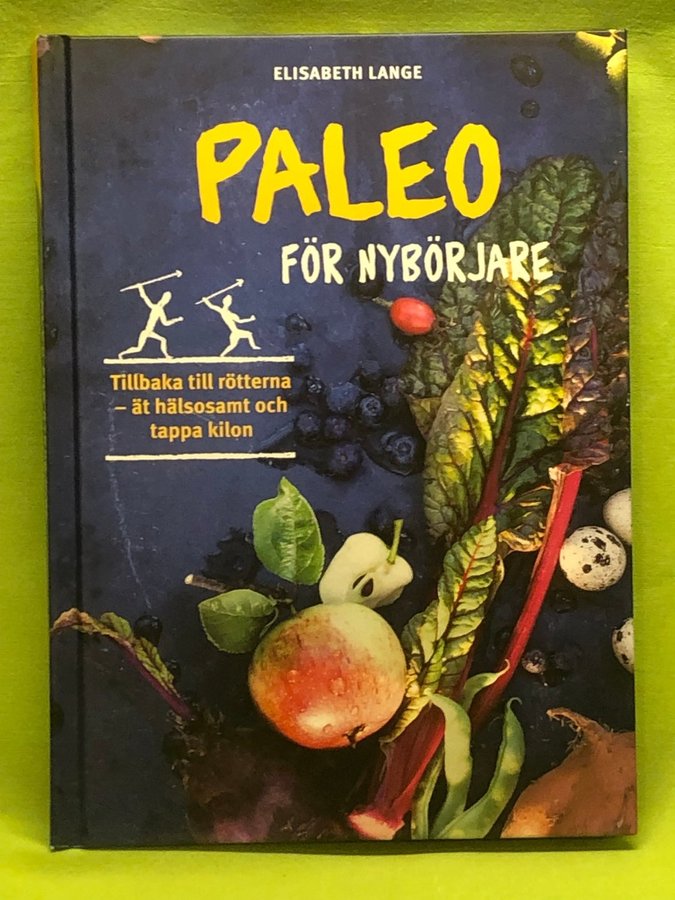 ELISABETH LANGE
PALEO
FÖR NYBÖRJARE
Tillbaka till rötterna
– ät hälsosamt och
tappa kilon